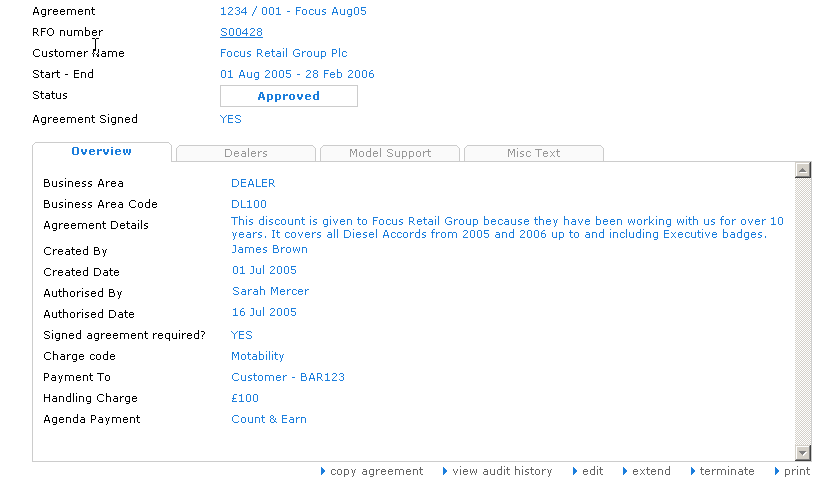 Agreement 1234 / 001 - Focus Aug05
RFO number S00428
Customer Name Focus Retail Group Plc
Start - End 01 Aug 2005 - 28 Feb 2006
Status Approved
Agreement Signed YES
Overview Dealers Model Support Misc Text
Business Area DEALER
Business Area Code DL100
Agreement Details This discount is given to Focus Retail Group because they have been working with us for over 10
years. It covers all Diesel Accords from 2005 and 2006 up to and including Executive badges.
Created By James Brown
Created Date 01 Jul 2005
Authorised By Sarah Mercer
Authorised Date 16 Jul 2005
Signed agreement required? YES
Charge code Motability
Payment To Customer - BAR123
Handling Charge £100
Agenda Payment Count & Earn
copy agreement view audit history edit extend terminate print